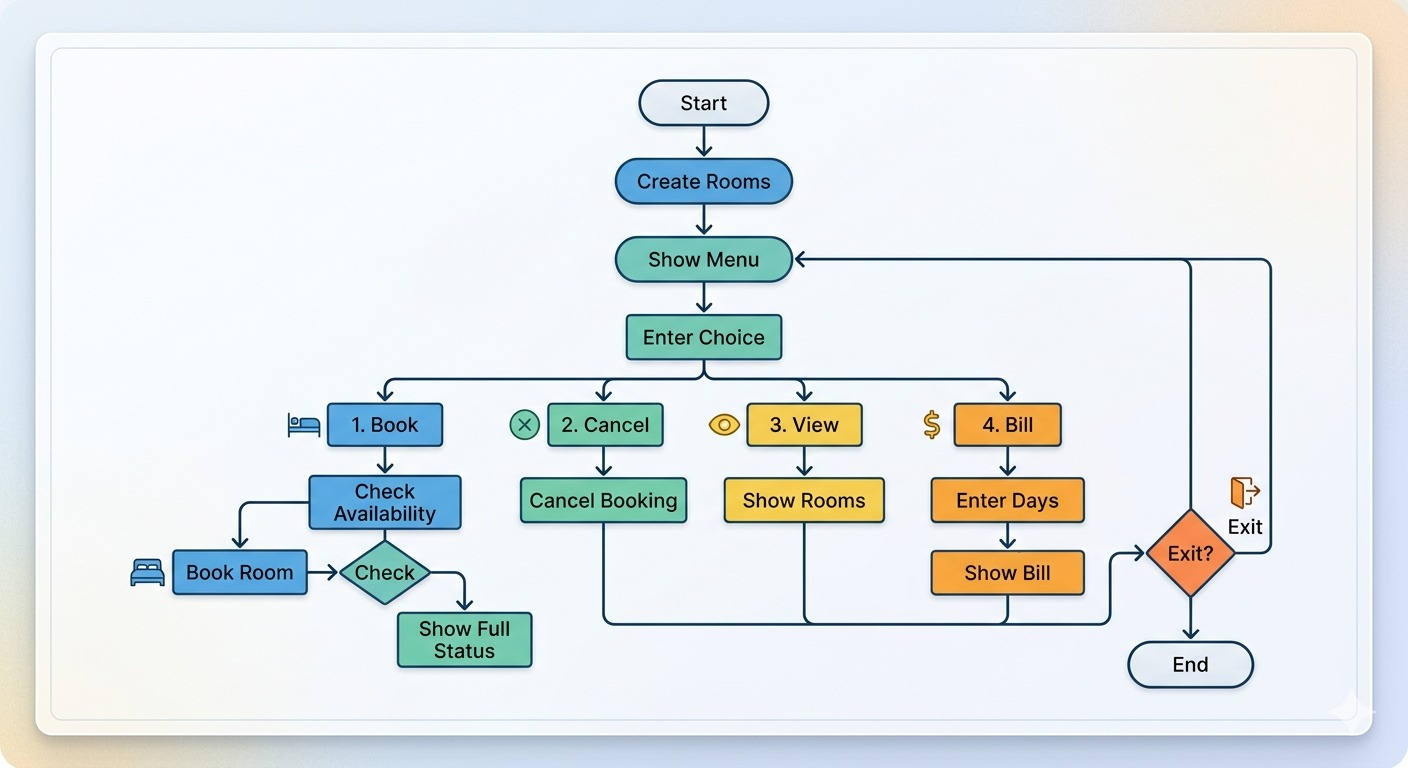 Start
Create Rooms
Show Menu
Enter Choice
1. Book
2. Cancel
3. View
4. Bill
Check
Availability
Cancel Booking
Show Rooms
Enter Days
Exit
Book Room
Check
Show Bill
Exit?
Show Full
Status
End